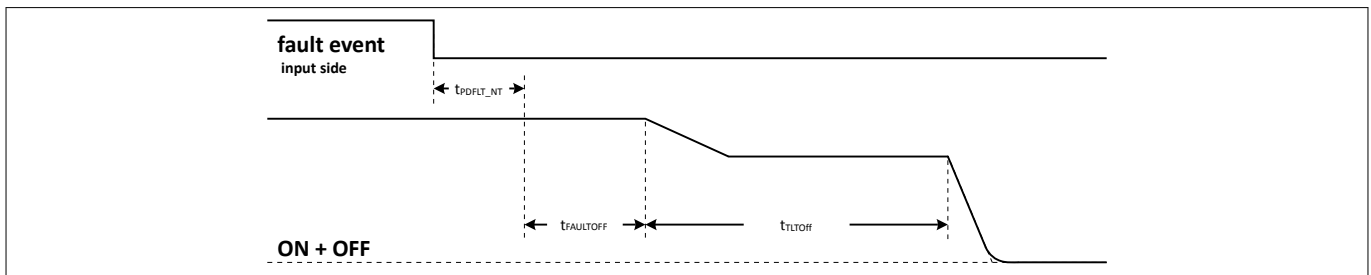 fault event
input side
tPDFLT_NT
tFAULTOFF
tTLTOff
ON + OFF